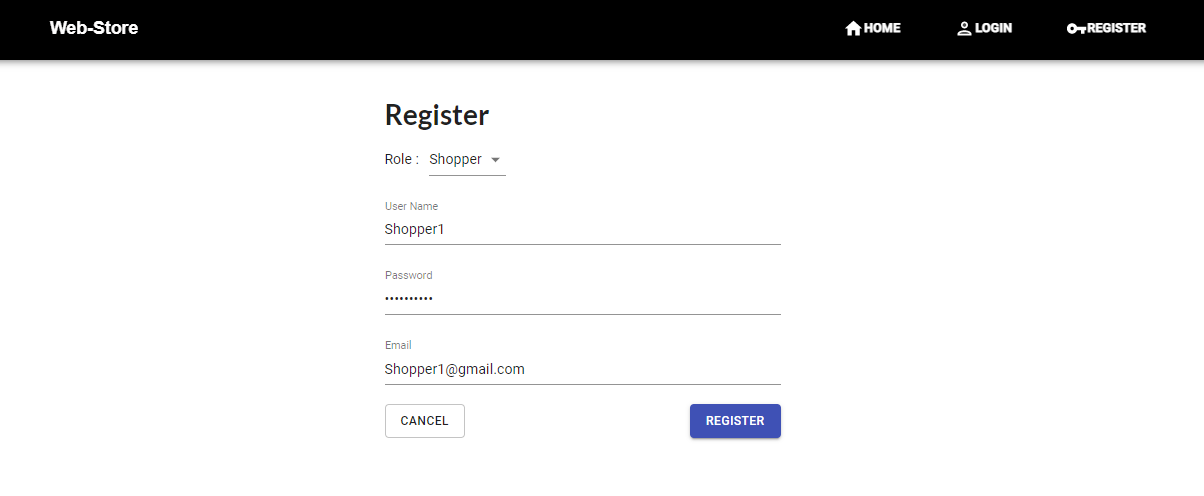 Web-Store HOME LOGIN REGISTER
Register
Role : Shopper
User Name
Shopper1
Password
••••••••••
Email
Shopper1@gmail.com
CANCEL REGISTER